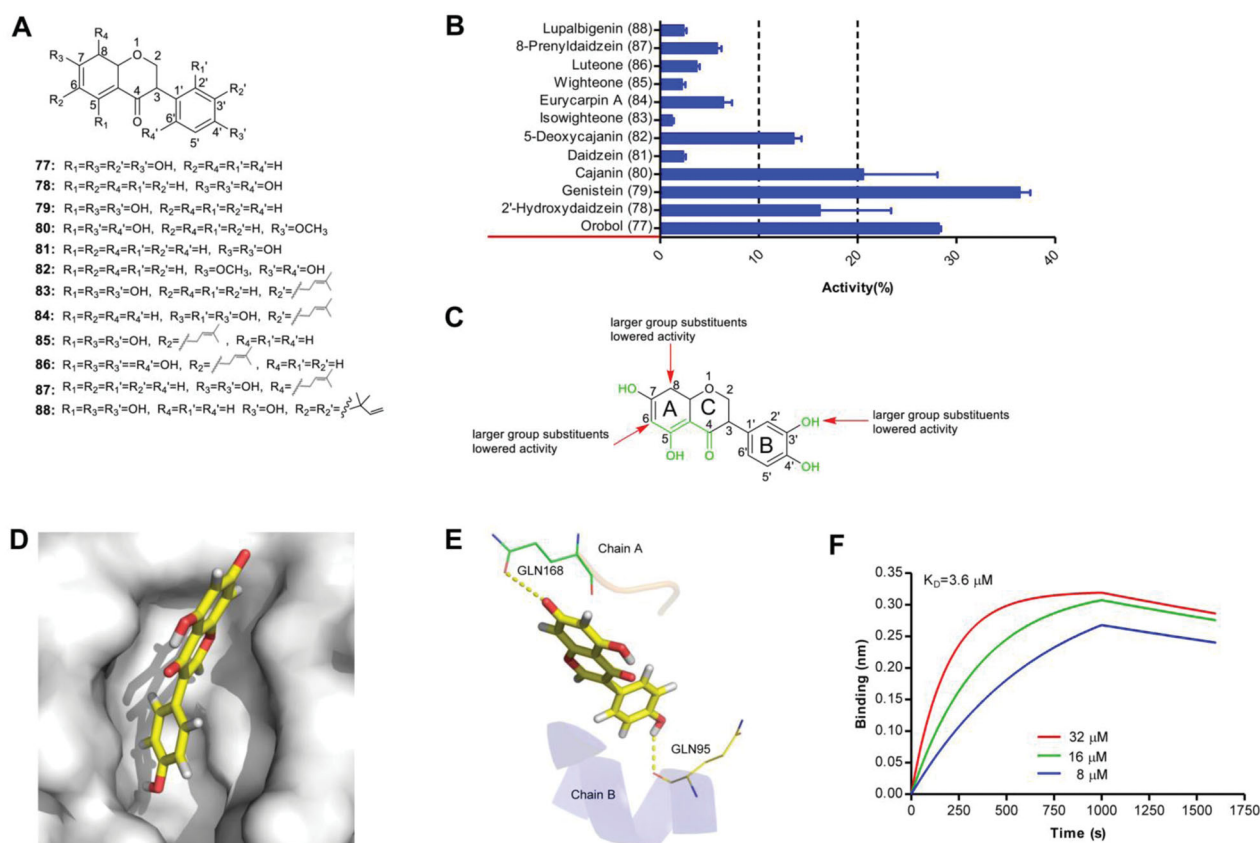 A
R4
R3
8
O
1
7
2
R1'
2'
R2'
6
4
3
1'
3'
R2
5
O
6'
4'
R1
R4'
5'
R3'
77: R1=R3=R2'=R3'=OH, R2=R4=R1'=R4'=H
78: R1=R2=R4=R1'=R2'=H, R3=R3'=R4'=OH
79: R1=R3=R3'=OH, R2=R4=R1'=R2'=R4'=H
80: R1=R3=R4'=OH, R2=R4=R1'=R2'=H, R3'=OCH3
81: R1=R2=R4=R1'=R2'=R4'=H, R3=R3'=OH
82: R1=R2=R4=R1'=R2'=H, R3=OCH3, R3'=R4'=OH
83: R1=R3=R3'=OH, R2=R4=R1'=R2'=H, R2'=
84: R1=R2=R4=R4'=H, R3=R1'=R3'=OH, R2'=
85: R1=R3=R3'=OH, R2= , R4=R1'=R4'=H
86: R1=R3=R3'==R4'=OH, R2= , R4=R1'=R2'=H
87: R1=R2=R1'=R2'=R4'=H, R3=R3'=OH, R4=
88: R1=R3=R3'=OH, R4=R1'=R4'=H R3'=OH, R2=R2'=
B
Lupalbigenin (88)
8-Prenyldaidzein (87)
Luteone (86)
Wighteone (85)
Eurycarpin A (84)
Isowighteone (83)
5-Deoxycajanin (82)
Daidzein (81)
Cajanin (80)
Genistein (79)
2'-Hydroxydaidzein (78)
Orobol (77)
0 10 20 30 40
Activity(%)
C
larger group substituents
lowered activity
HO
7
8
O
1
2
A
C
6
5
4
3
1'
2'
3'
OH
B
6'
4'
5'
OH
O
OH
larger group substituents
lowered activity
larger group substituents
lowered activity
D
E
Chain A
GLN168
GLN95
Chain B
F
KD=3.6 μM
Binding (nm)
0.35
0.30
0.25
0.20
0.15
0.10
0.05
0.00
32 μM
16 μM
8 μM
0 250 500 750 1000 1250 1500 1750
Time (s)